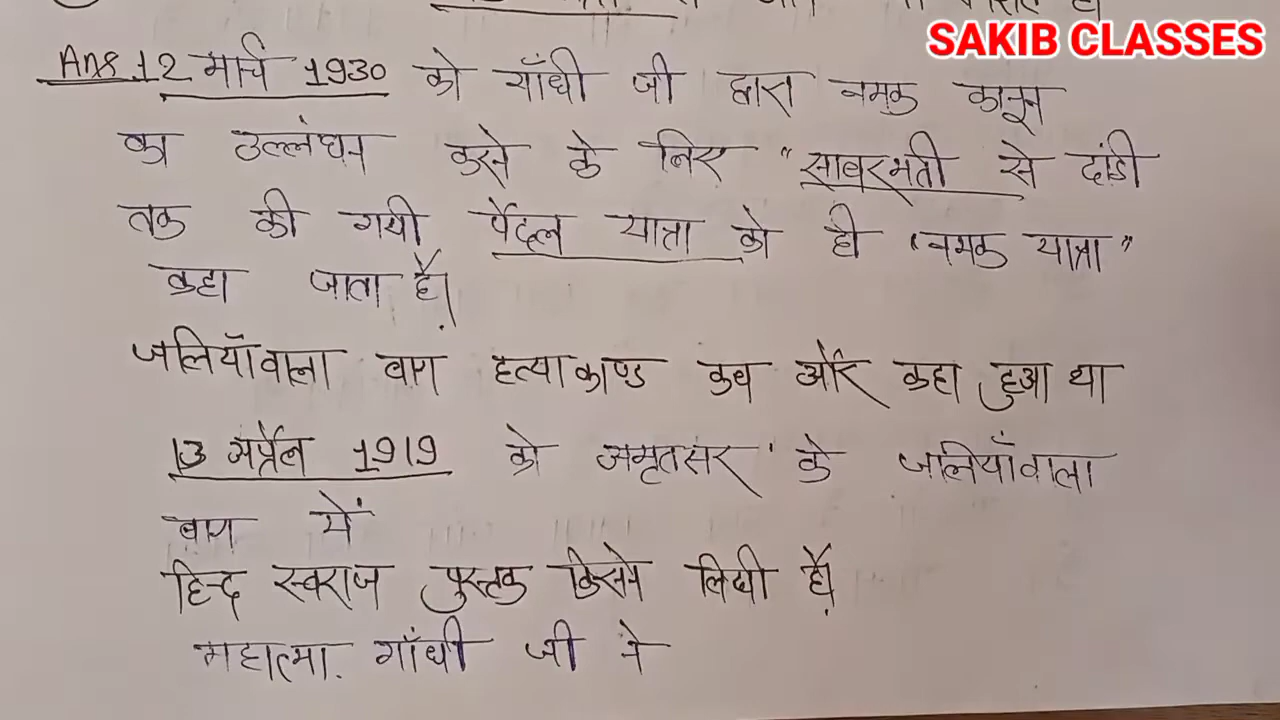 SAKIB CLASSES
Ans 12 मार्च 1930 को गाँधी जी द्वारा नमक कानून
का उल्लंघन करने के लिए "साबरमती से दांडी
तक की गयी पैदल यात्रा को ही "नमक यात्रा"
कहा जाता है।
जलियाँवाला बाग हत्याकाण्ड कब और कहा हुआ था
13 अप्रैल 1919 को अमृतसर के जलियाँवाला
बाग में
हिन्द स्वराज पुस्तक किसने लिखी है।
महात्मा. गाँधी जी ने